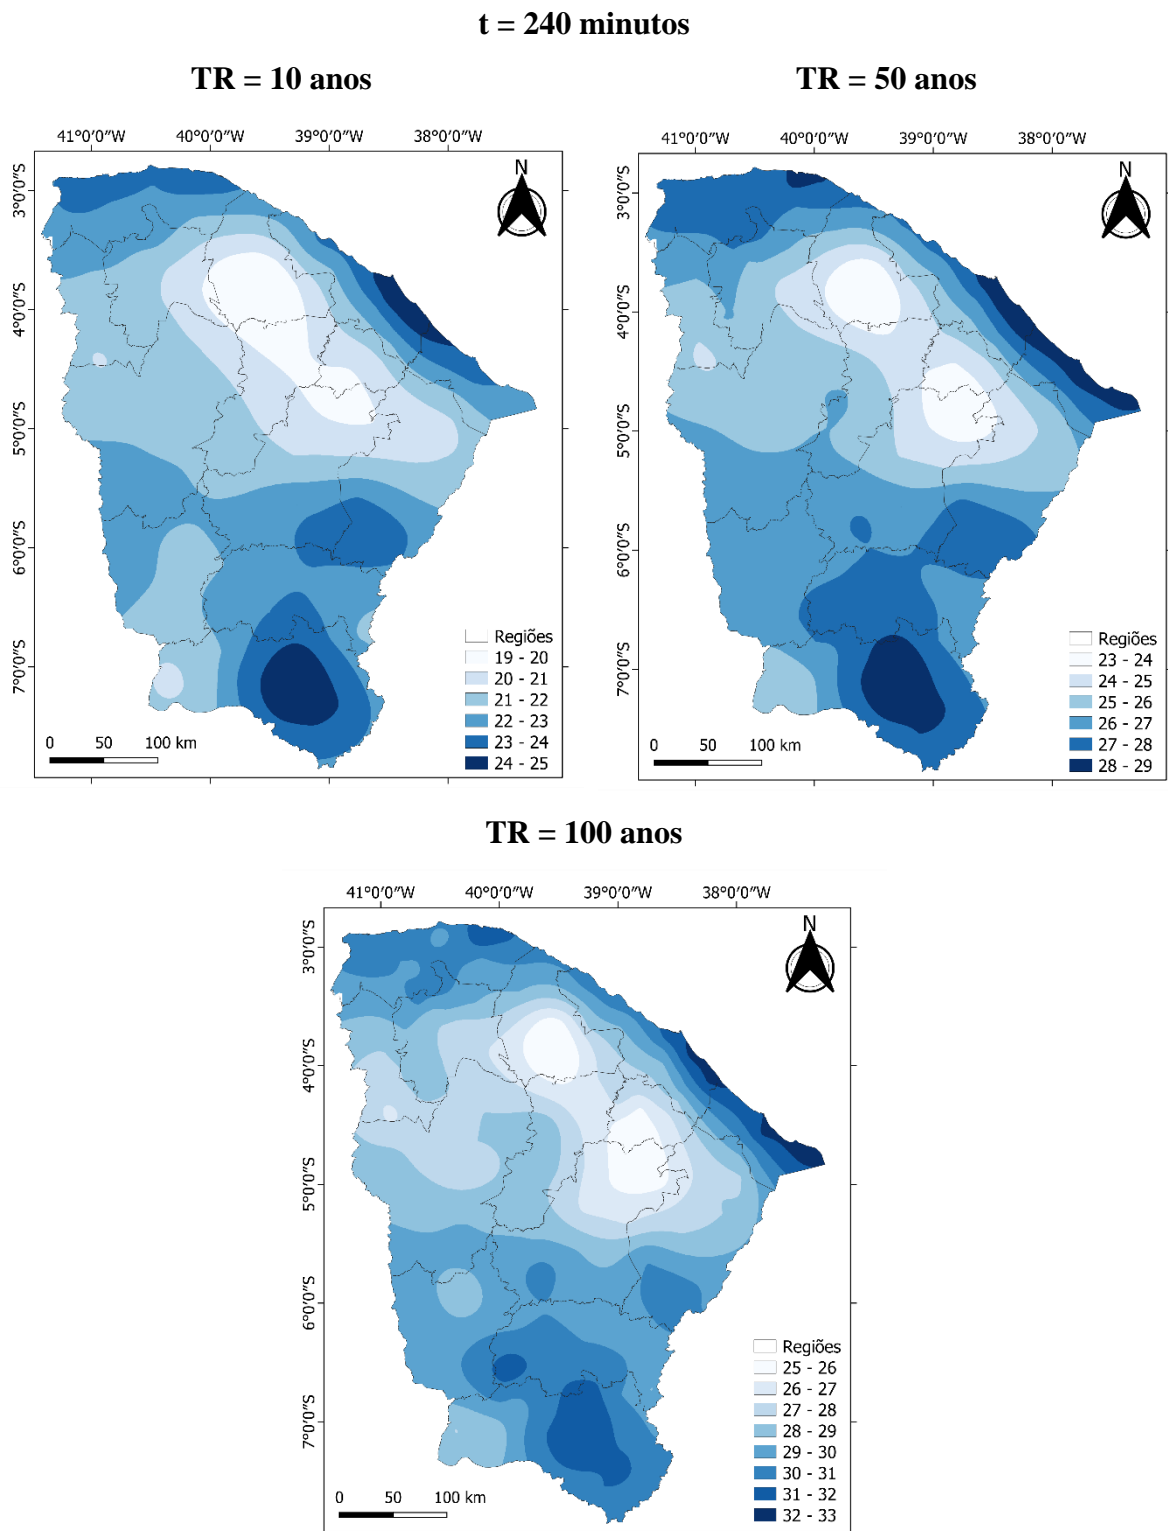 t = 240 minutos
TR = 10 anos
TR = 50 anos
41°0'0"W 40°0'0"W 39°0'0"W 38°0'0"W
3°0'0"S
4°0'0"S
5°0'0"S
6°0'0"S
7°0'0"S
N
Regiões
19 - 20
20 - 21
21 - 22
22 - 23
23 - 24
24 - 25
0 50 100 km
41°0'0"W 40°0'0"W 39°0'0"W 38°0'0"W
3°0'0"S
4°0'0"S
5°0'0"S
6°0'0"S
7°0'0"S
N
Regiões
23 - 24
24 - 25
25 - 26
26 - 27
27 - 28
28 - 29
0 50 100 km
TR = 100 anos
41°0'0"W 40°0'0"W 39°0'0"W 38°0'0"W
3°0'0"S
4°0'0"S
5°0'0"S
6°0'0"S
7°0'0"S
N
Regiões
25 - 26
26 - 27
27 - 28
28 - 29
29 - 30
30 - 31
31 - 32
32 - 33
0 50 100 km